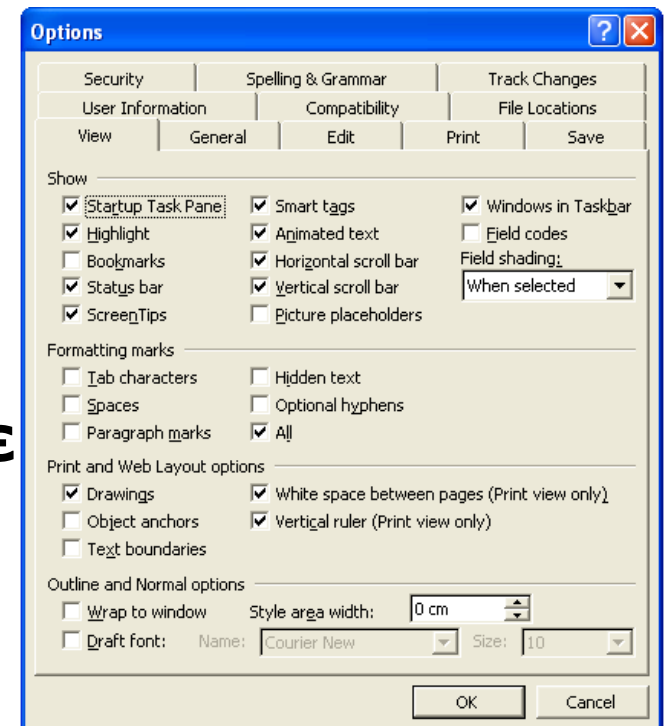 Options
Security Spelling & Grammar Track Changes
User Information Compatibility File Locations
View General Edit Print Save
Show
Startup Task Pane Smart tags Windows in Taskbar
Highlight Animated text Field codes
Bookmarks Horizontal scroll bar Field shading:
Status bar Vertical scroll bar When selected
ScreenTips Picture placeholders
Formatting marks
Tab characters Hidden text
Spaces Optional hyphens
Paragraph marks All
Print and Web Layout options
Drawings White space between pages (Print view only)
Object anchors Vertical ruler (Print view only)
Text boundaries
Outline and Normal options
Wrap to window Style area width: 0 cm
Draft font: Name: Courier New Size: 10
OK Cancel